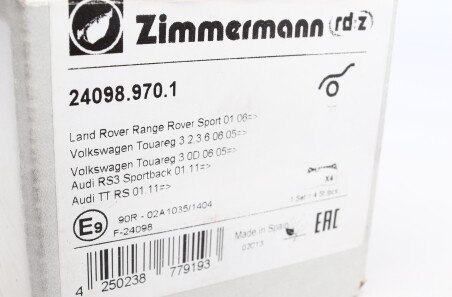 Zimmermann rd:z
24098.970.1
Land Rover Range Rover Sport 01.06=>
Volkswagen Touareg 3.2,3.6 06.05=>
Volkswagen Touareg 3.0D 06.05=>
Audi RS3 Sportback 01.11=>
Audi TT RS 01.11=>
X4
E9
90R - 02A1035/1404
F-24098
Made in Spain
EAC
4 250238 779193